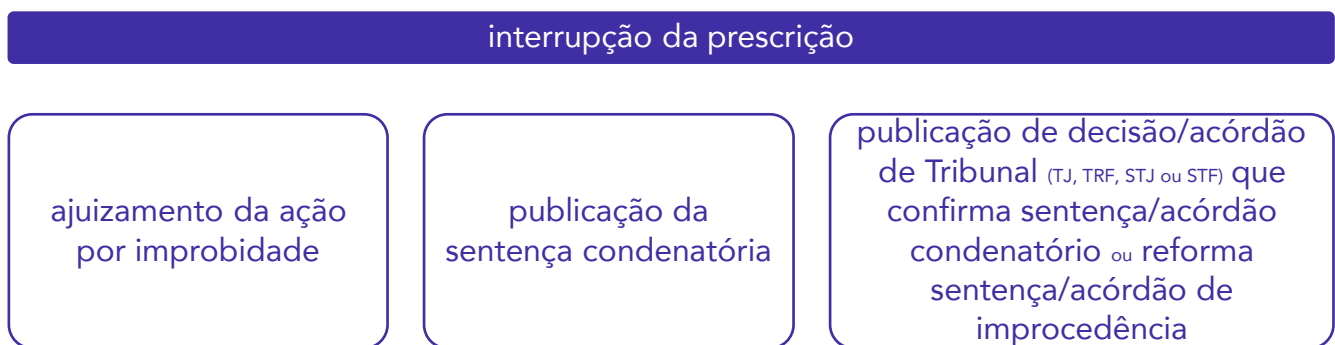 interrupção da prescrição
ajuizamento da ação
por improbidade
publicação da
sentença condenatória
publicação de decisão/acórdão
de Tribunal (TJ, TRF, STJ ou STF) que
confirma sentença/acórdão
condenatório ou reforma
sentença/acórdão de
improcedência